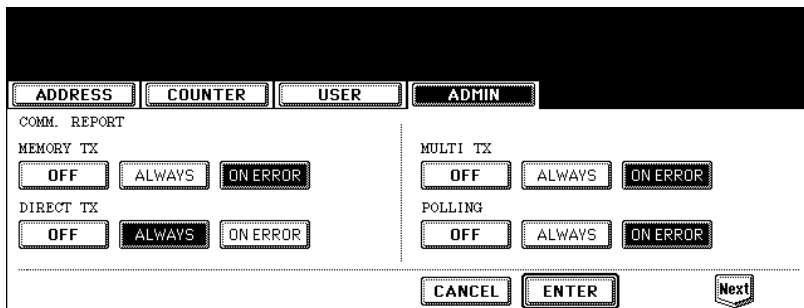 ADDRESS COUNTER USER ADMIN
COMM. REPORT
MEMORY TX
OFF ALWAYS ON ERROR
DIRECT TX
OFF ALWAYS ON ERROR
MULTI TX
OFF ALWAYS ON ERROR
POLLING
OFF ALWAYS ON ERROR
CANCEL ENTER Next